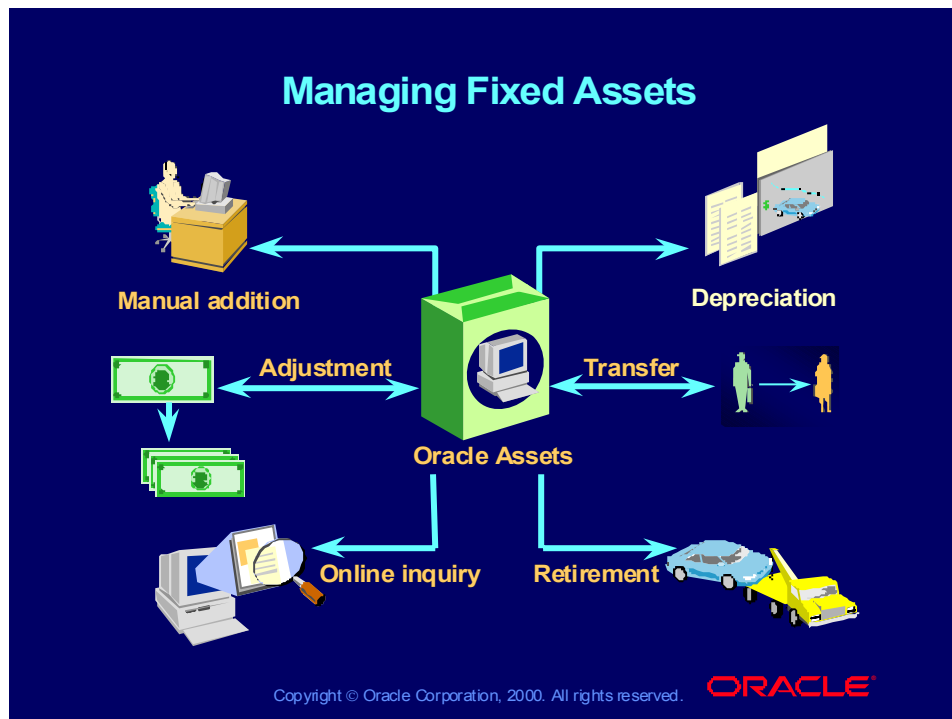 Managing Fixed Assets
Manual addition
Depreciation
Adjustment
Transfer
Oracle Assets
Online inquiry
Retirement
Copyright © Oracle Corporation, 2000. All rights reserved.
ORACLE®